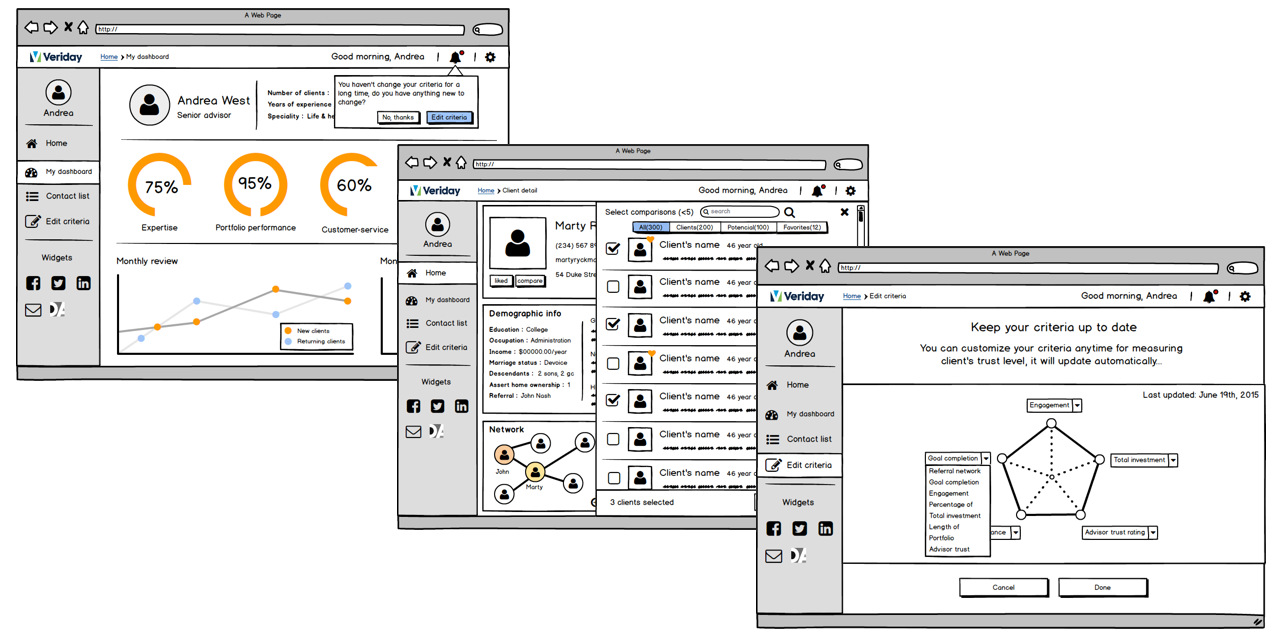 A Web Page
http://
Veriday
Home > My dashboard
Good morning, Andrea
Andrea
Home
My dashboard
Contact list
Edit criteria
Widgets
Andrea West
Senior advisor
Number of clients :
Years of experience
Speciality : Life & he
You haven't change your criteria for a
long time, do you have anything new to
change?
No, thanks
Edit criteria
75%
Expertise
95%
Portfolio performance
60%
Customer-service
Monthly review
New clients
Returning clients
Mon
A Web Page
http://
Veriday
Home > Client detail
Good morning, Andrea
Andrea
Home
My dashboard
Contact list
Edit criteria
Widgets
Marty R
(234) 567 8
martyryckmo
54 Duke Stre
liked
compare
Demographic info
Education : College
Occupation : Administration
Income : $00000.00/year
Marriage status : Devoice
Descendants : 2 sons, 2 gc
Assert home ownership : 1
Referral : John Nash
G
N
H
Network
John
Marty
Select comparisons (<5)
search
All(300)
Clients(200)
Potencial(100)
Favorites(12)
Client's name 46 year old
Client's name 46 year o
Client's name 46 year o
Client's name 46 year o
Client's name 46 year o
Client's name 46 year o
Client's name 46 year o
3 clients selected
A Web Page
http://
Veriday
Home > Edit criteria
Good morning, Andrea
Andrea
Home
My dashboard
Contact list
Edit criteria
Widgets
Keep your criteria up to date
You can customize your criteria anytime for measuring
client's trust level, it will update automatically...
Last updated: June 19th, 2015
Engagement
Goal completion
Total investment
Referral network
Goal completion
Engagement
Percentage of
Total investment
Length of
Portfolio
Advisor trust
ance
Advisor trust rating
Cancel
Done